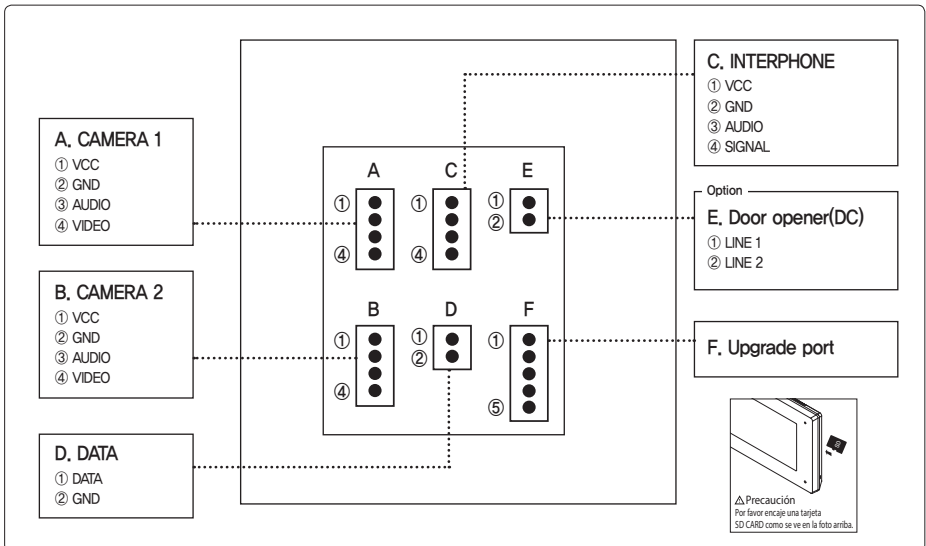 A. CAMERA 1
① VCC
② GND
③ AUDIO
④ VIDEO
B. CAMERA 2
① VCC
② GND
③ AUDIO
④ VIDEO
D. DATA
① DATA
② GND
A
①
④
C
①
④
E
①
②
B
①
④
D
①
②
F
①
⑤
C. INTERPHONE
① VCC
② GND
③ AUDIO
④ SIGNAL
Option
E. Door opener(DC)
① LINE 1
② LINE 2
F. Upgrade port
⚠ Precaución
Por favor encaje una tarjeta
SD CARD como se ve en la foto arriba.